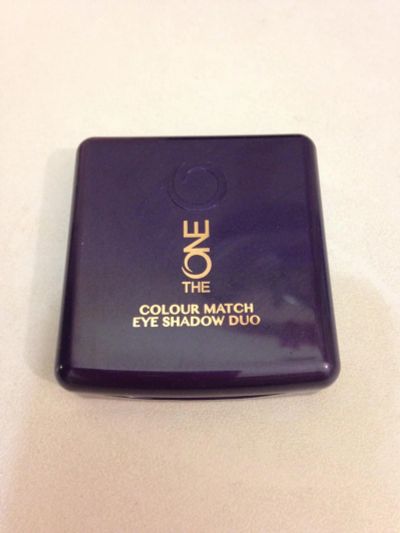 THE ONE
COLOUR MATCH
EYE SHADOW DUO